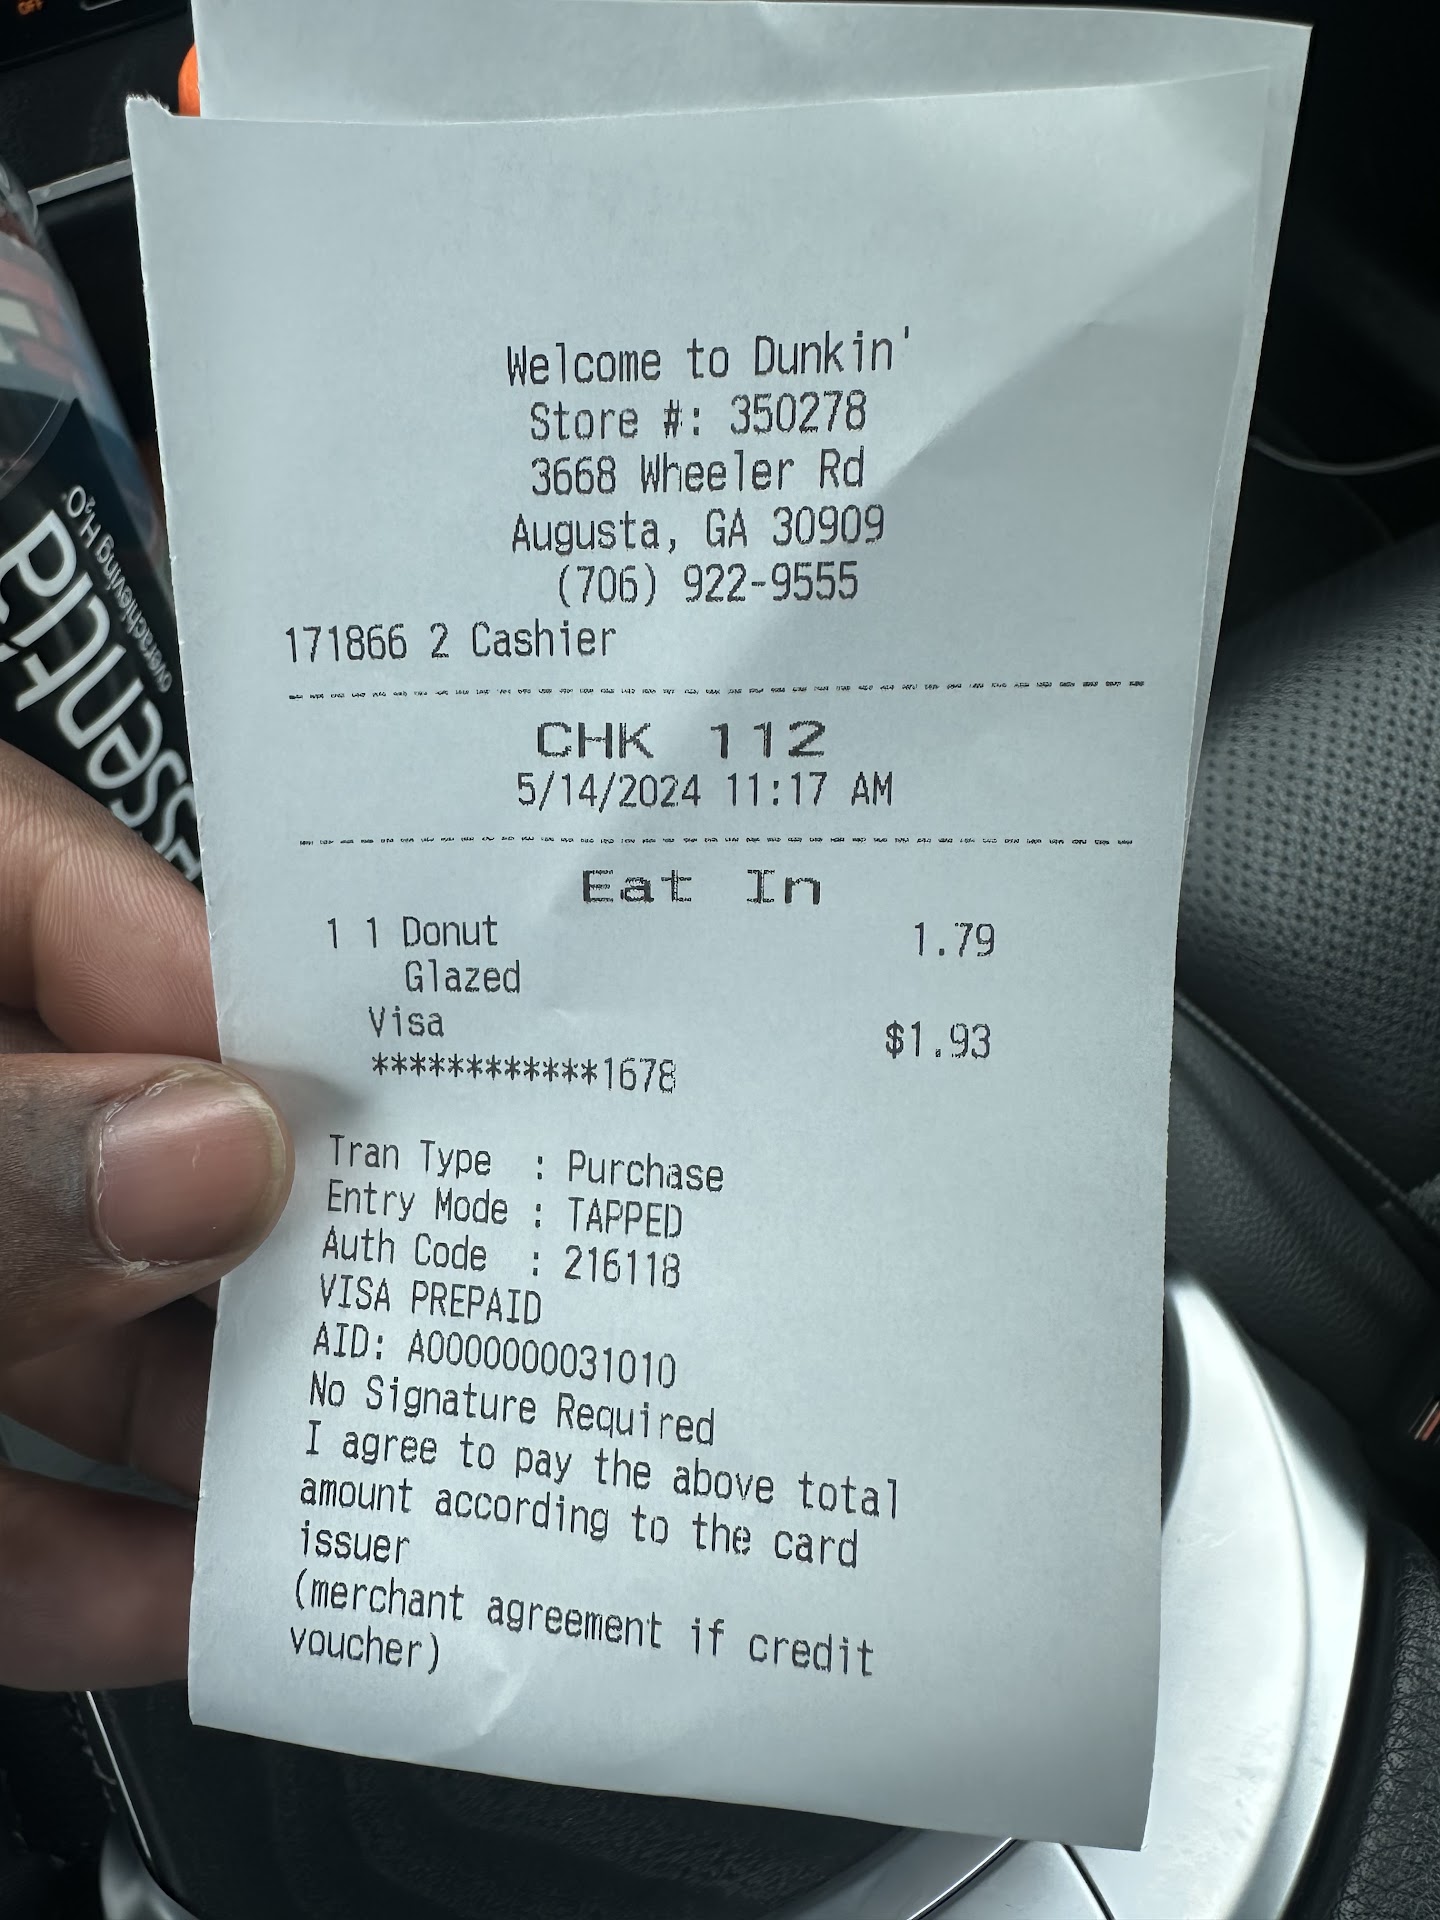 Welcome to Dunkin'
Store #: 350278
3668 Wheeler Rd
Augusta, GA 30909
(706) 922-9555
171866 2 Cashier
CHK 112
5/14/2024 11:17 AM
Eat In
1 1 Donut 1.79
Glazed
Visa $1.93
************1678
Tran Type : Purchase
Entry Mode : TAPPED
Auth Code : 216118
VISA PREPAID
AID: A0000000031010
No Signature Required
I agree to pay the above total
amount according to the card
issuer
(merchant agreement if credit
voucher)
essentia
overachieving H₂O